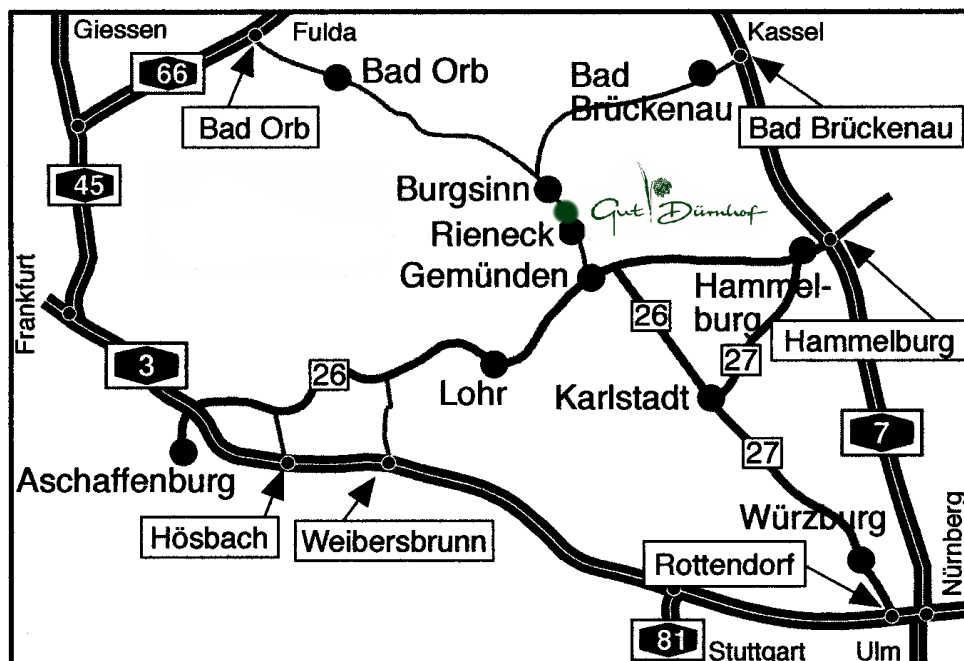 Giessen
Fulda
Kassel
66
Bad Orb
Bad
Brückenau
Bad Orb
Bad Brückenau
45
Burgsinn
Gut Dürnhof
Rieneck
Gemünden
Frankfurt
Hammel-
burg
26
Hammelburg
3
26
27
Lohr
Karlstadt
7
27
Aschaffenburg
Hösbach
Weibersbrunn
Würzburg
Rottendorf
Nürnberg
81
Stuttgart
Ulm